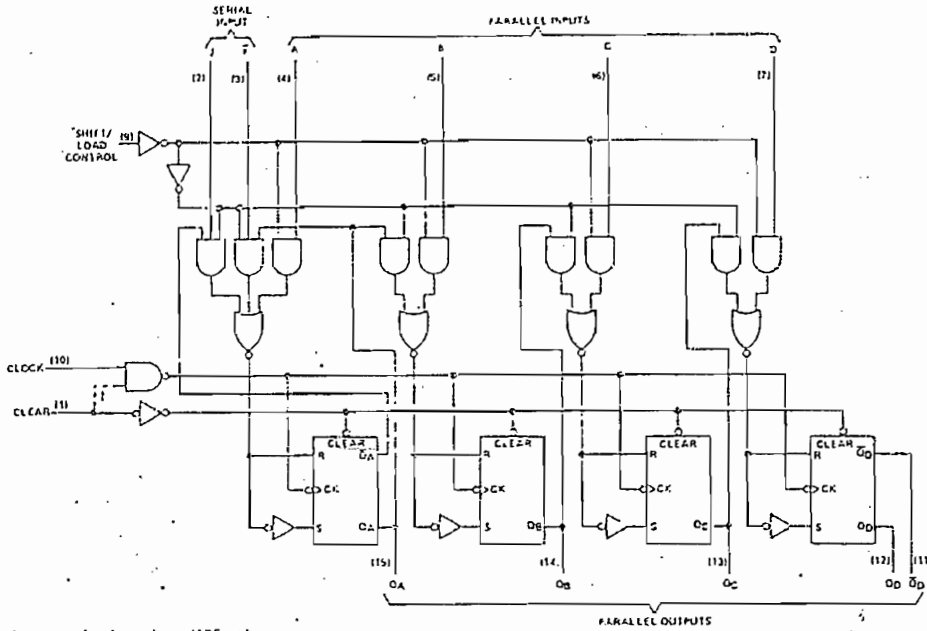 SERIAL INPUT
PARALLEL INPUTS
J
A
B
C
D
(2)
(3)
(4)
(5)
(6)
(7)
SHIFT/ LOAD CONTROL
(9)
CLOCK (10)
CLEAR (1)
CLEAR
CLEAR
CLEAR
CLEAR
R
Q̅A
R
R
R
Q̅D
CK
CK
CK
CK
S
QA
S
QB
S
QC
S
QD
(15)
(14)
(13)
(12)
(11
QA
QB
QC
QD
Q̅D
PARALLEL OUTPUTS